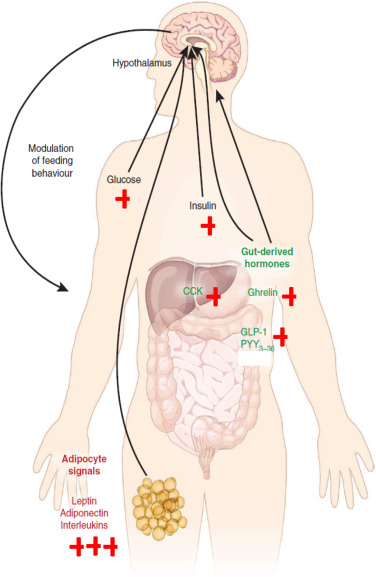 Hypothalamus
Modulation
of feeding
behaviour
Glucose
Insulin
Gut-derived
hormones
CCK
Ghrelin
GLP-1
PYY3–36
Adipocyte
signals
Leptin
Adiponectin
Interleukins